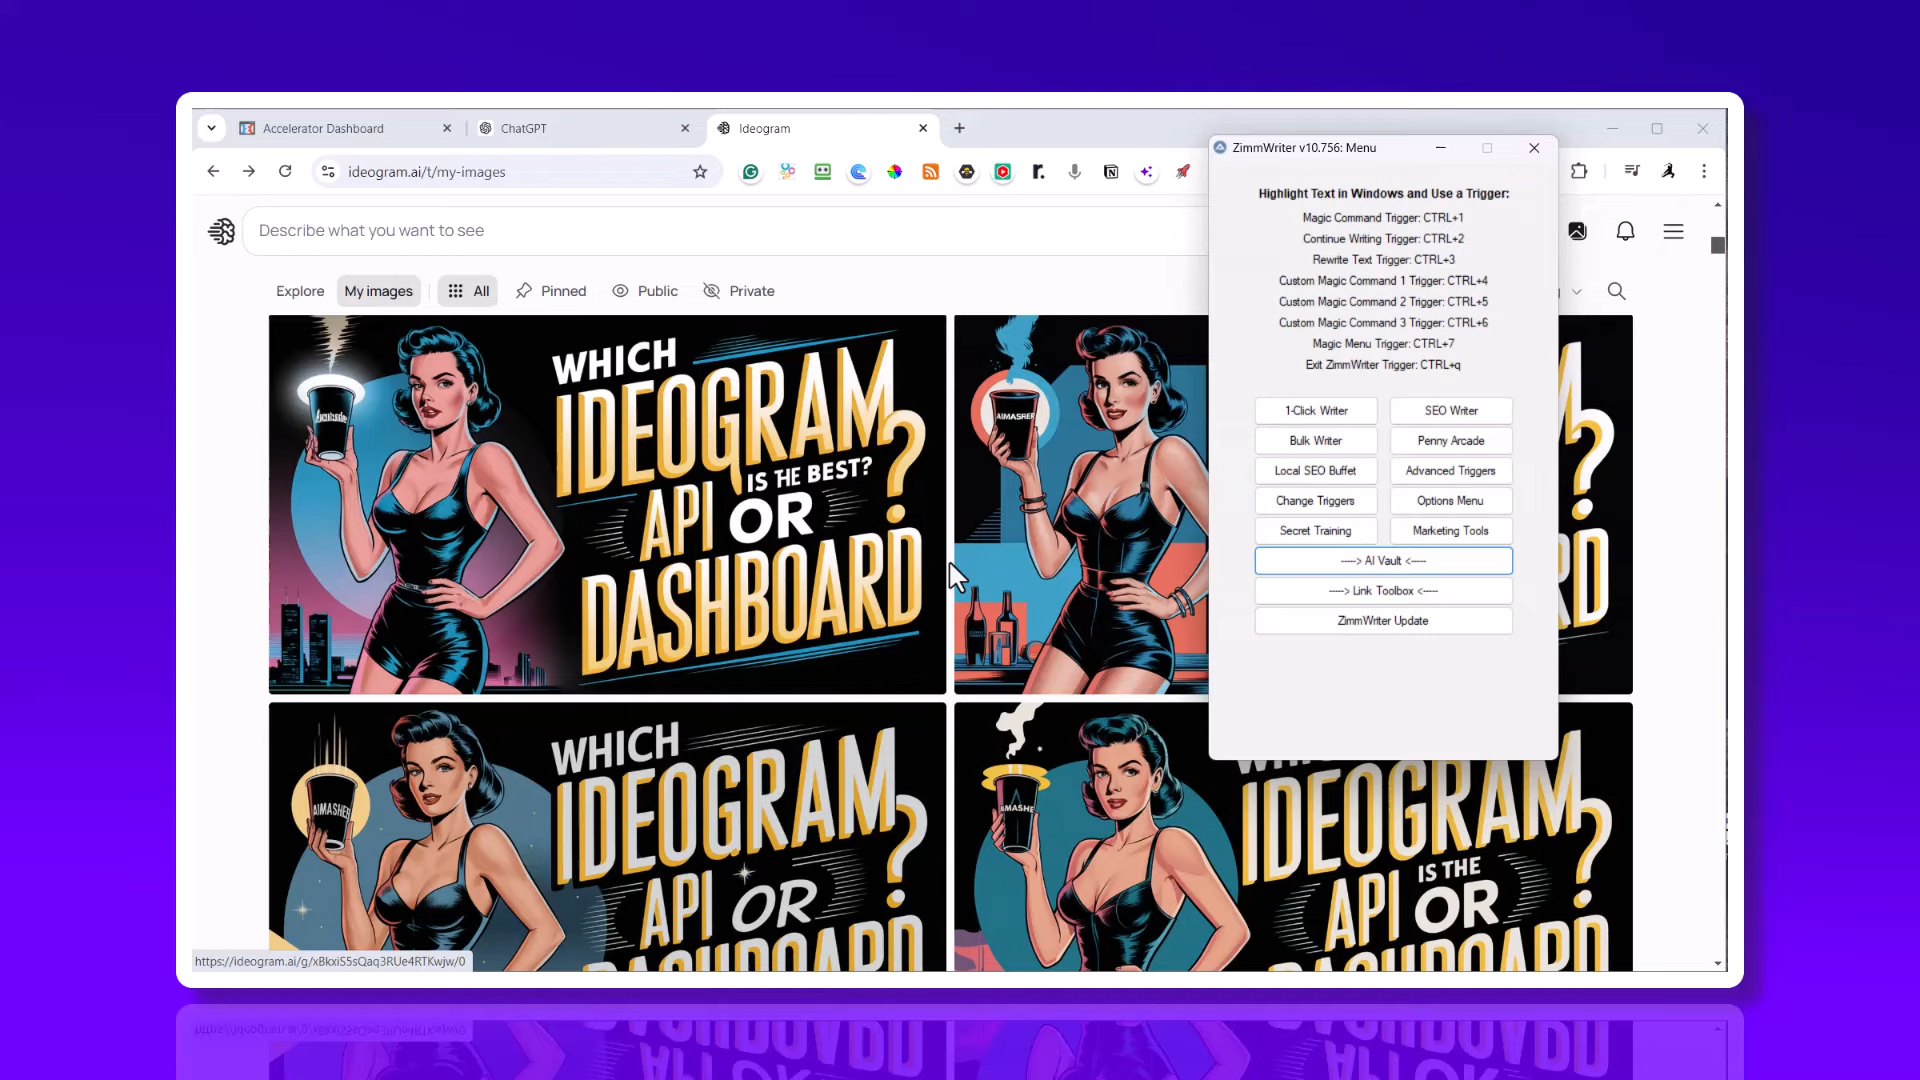 Accelerator Dashboard
ChatGPT
Ideogram
ideogram.ai/t/my-images
Describe what you want to see
Explore
My images
All
Pinned
Public
Private
ZimmWriter v10.756: Menu
Highlight Text in Windows and Use a Trigger:
Magic Command Trigger: CTRL+1
Continue Writing Trigger: CTRL+2
Rewrite Text Trigger: CTRL+3
Custom Magic Command 1 Trigger: CTRL+4
Custom Magic Command 2 Trigger: CTRL+5
Custom Magic Command 3 Trigger: CTRL+6
Magic Menu Trigger: CTRL+7
Exit ZimmWriter Trigger: CTRL+q
1-Click Writer
SEO Writer
Bulk Writer
Penny Arcade
Local SEO Buffet
Advanced Triggers
Change Triggers
Options Menu
Secret Training
Marketing Tools
-----> AI Vault <-----
-----> Link Toolbox <-----
ZimmWriter Update
WHICH
IDEOGRAM
IS THE BEST?
API OR
DASHBOARD?
AIMASHER
WHICH
IDEOGRAM
API OR
DASHBOARD?
AIMASHER
IDEOGRAM
IS THE
API OR
DASHBOARD?
AIMASHE
https://ideogram.ai/g/xBkxiS5sQaq3RUe4RTKwjw/0